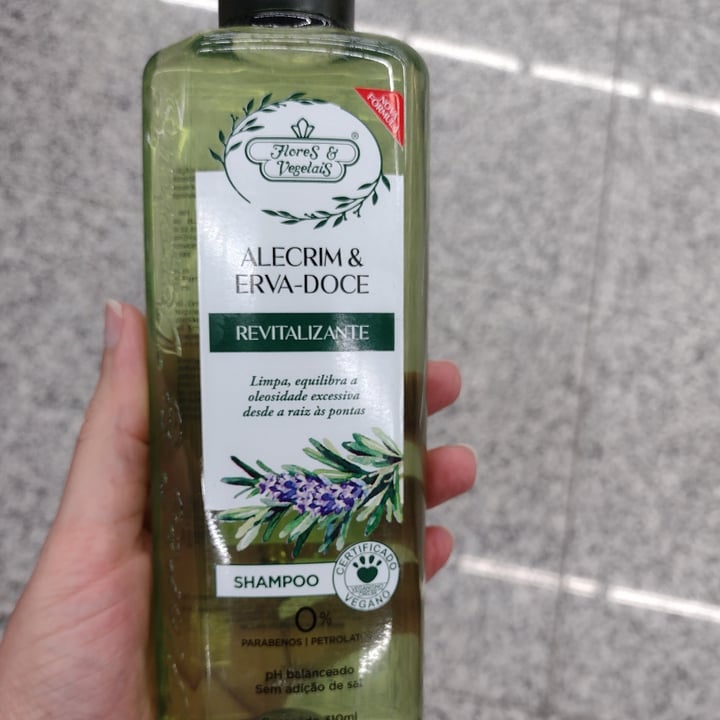 NOVA
FÓRMULA
Flores &
Vegetais
®
ALECRIM &
ERVA-DOCE
REVITALIZANTE
Limpa, equilibra a
oleosidade excessiva
desde a raiz às pontas
SHAMPOO
CERTIFICADO
VEGANO
0%
PARABENOS | PETROLATOS
pH balanceado
Sem adição de sal
310ml